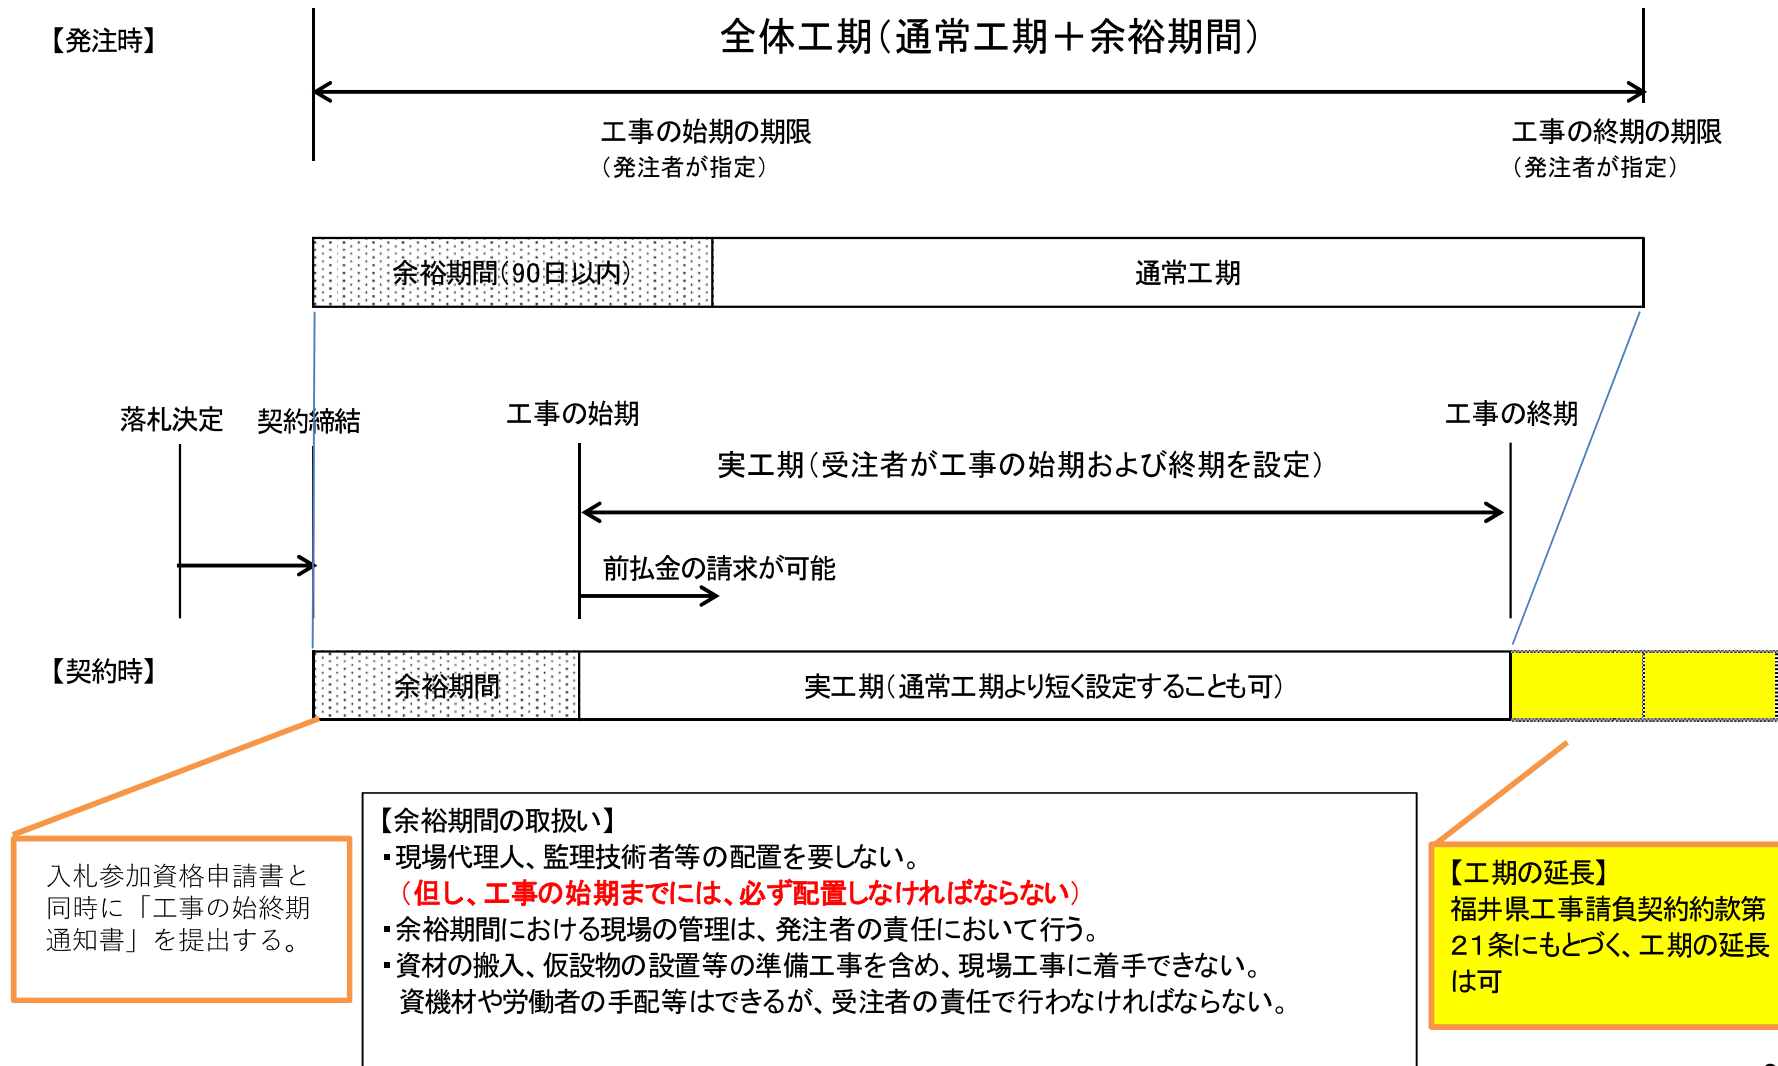 【発注時】
全体工期（通常工期＋余裕期間）
工事の始期の期限
（発注者が指定）
工事の終期の期限
（発注者が指定）
余裕期間（90日以内）
通常工期
落札決定
契約締結
工事の始期
工事の終期
実工期（受注者が工事の始期および終期を設定）
前払金の請求が可能
【契約時】
余裕期間
実工期（通常工期より短く設定することも可）
入札参加資格申請書と
同時に「工事の始終期
通知書」を提出する。
【余裕期間の取扱い】
・現場代理人、監理技術者等の配置を要しない。
（但し、工事の始期までには、必ず配置しなければならない）
・余裕期間における現場の管理は、発注者の責任において行う。
・資材の搬入、仮設物の設置等の準備工事を含め、現場工事に着手できない。
資機材や労働者の手配等はできるが、受注者の責任で行わなければならない。
【工期の延長】
福井県工事請負契約約款第
21条にもとづく、工期の延長
は可